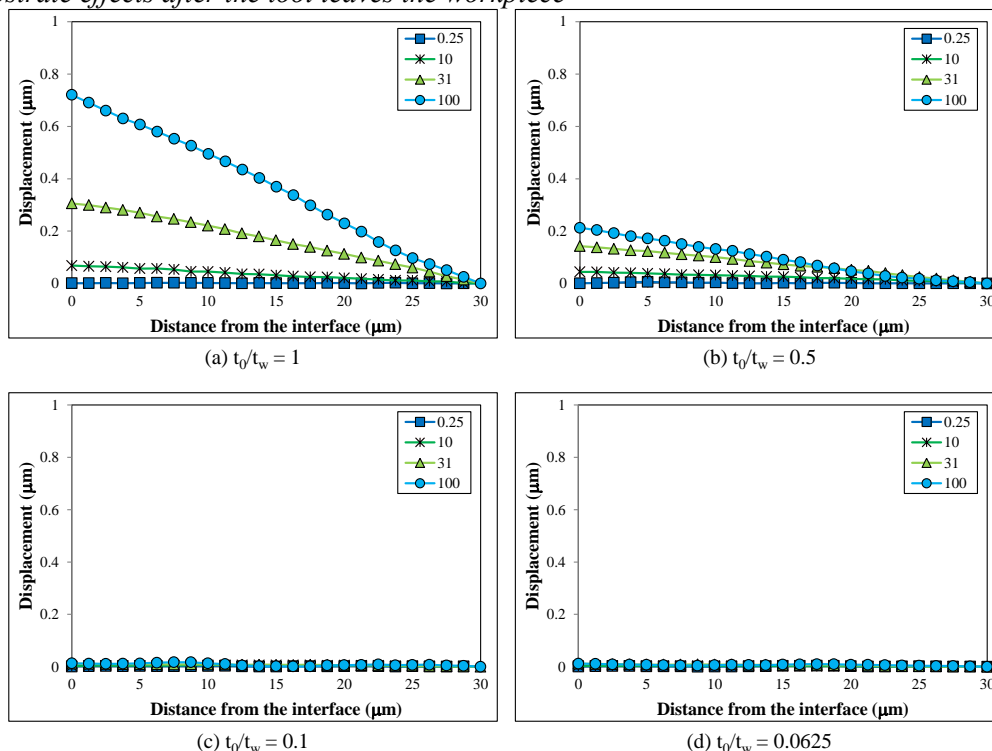 strate effects after the tool leaves the workpiece
1
0.8
0.6
0.4
0.2
0
0 5 10 15 20 25 30
Displacement (μm)
Distance from the interface (μm)
0.25
10
31
100
(a) t0/tw = 1
1
0.8
0.6
0.4
0.2
0
0 5 10 15 20 25 30
Displacement (μm)
Distance from the interface (μm)
0.25
10
31
100
(b) t0/tw = 0.5
1
0.8
0.6
0.4
0.2
0
0 5 10 15 20 25 30
Displacement (μm)
Distance from the interface (μm)
0.25
10
31
100
(c) t0/tw = 0.1
1
0.8
0.6
0.4
0.2
0
0 5 10 15 20 25 30
Displacement (μm)
Distance from the interface (μm)
0.25
10
31
100
(d) t0/tw = 0.0625